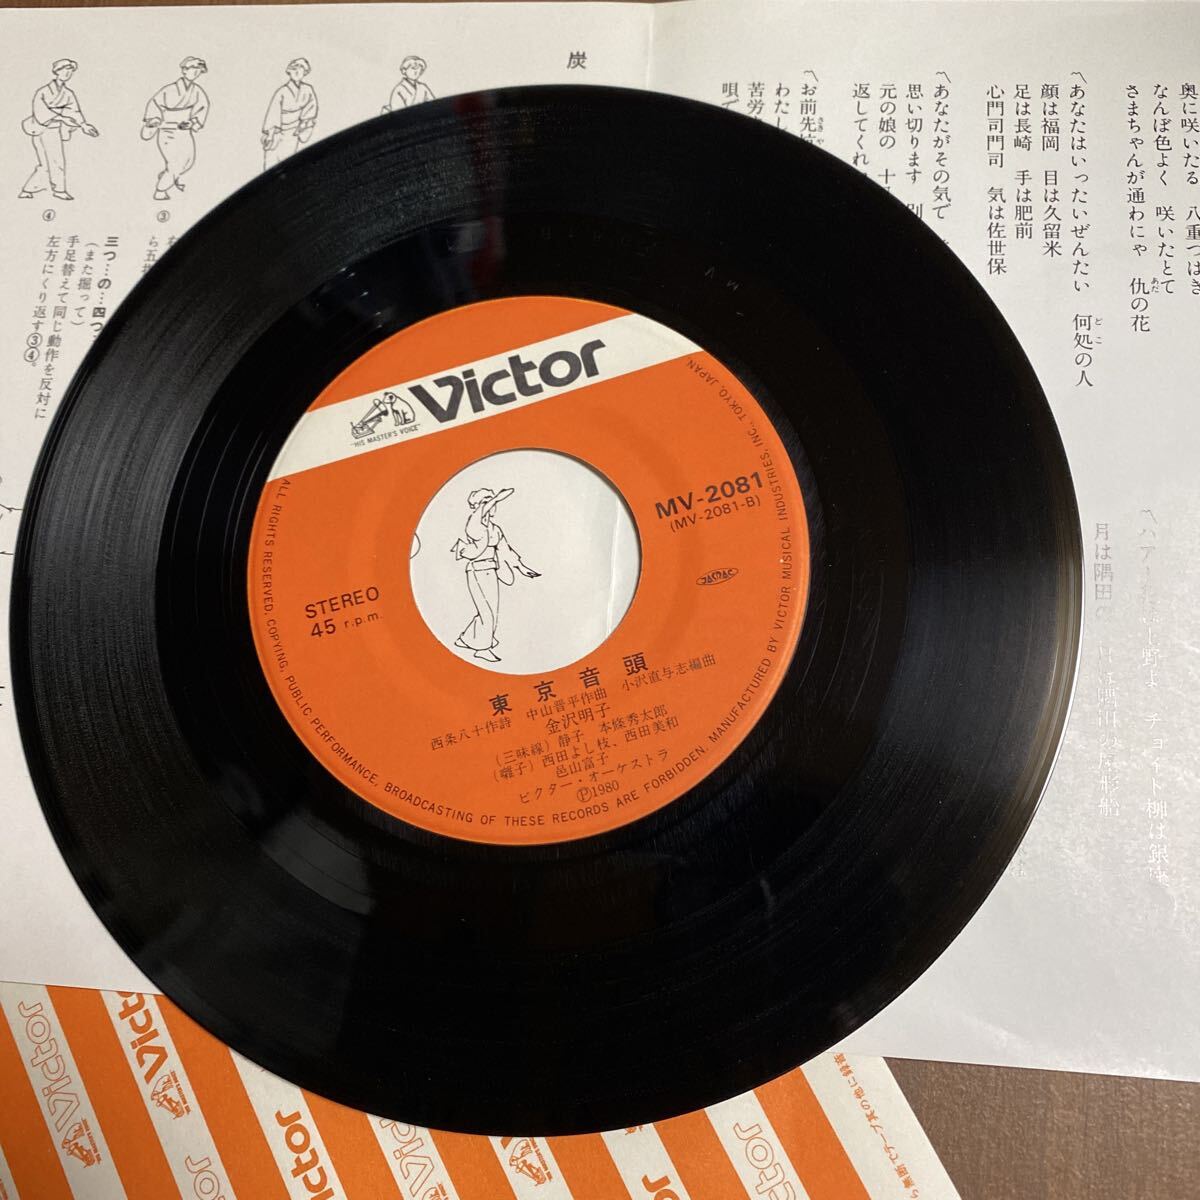 炭
④
③
三つ…の…四つ
(また掘って)
手足替えて同じ動作を反対に
左方にくり返す③④。
奥に咲いたる 八重つばき
なんぼ色よく 咲いたとて
さまちゃんが通わにゃ 仇の花
あなたはいったいぜんたい 何処の人
顔は福岡 目は久留米
足は長崎 手は肥前
心門司門司 気は佐世保
あなたがその気で
思い切ります 別
元の娘の 十
返してくれ
お前先
わたし
苦労
唄で
月は隅田
チョイト柳は銀座
Victor
"HIS MASTER'S VOICE"
MV-2081
(MV-2081-B)
JASRAC
STEREO
45 r.p.m.
東京音頭
西条八十作詩 中山晋平作曲 小沢直与志編曲
金沢明子
(三味線) 静子、本條秀太郎
(囃子) 西田よし枝、西田美和
邑山富子
ビクター・オーケストラ
Ⓟ1980
ALL RIGHTS RESERVED. COPYING, PUBLIC PERFORMANCE, BROADCASTING OF THESE RECORDS ARE FORBIDDEN. MANUFACTURED BY VICTOR MUSICAL INDUSTRIES, INC., TOKYO, JAPAN
Victor
Victor
Victor
Victor
Victor